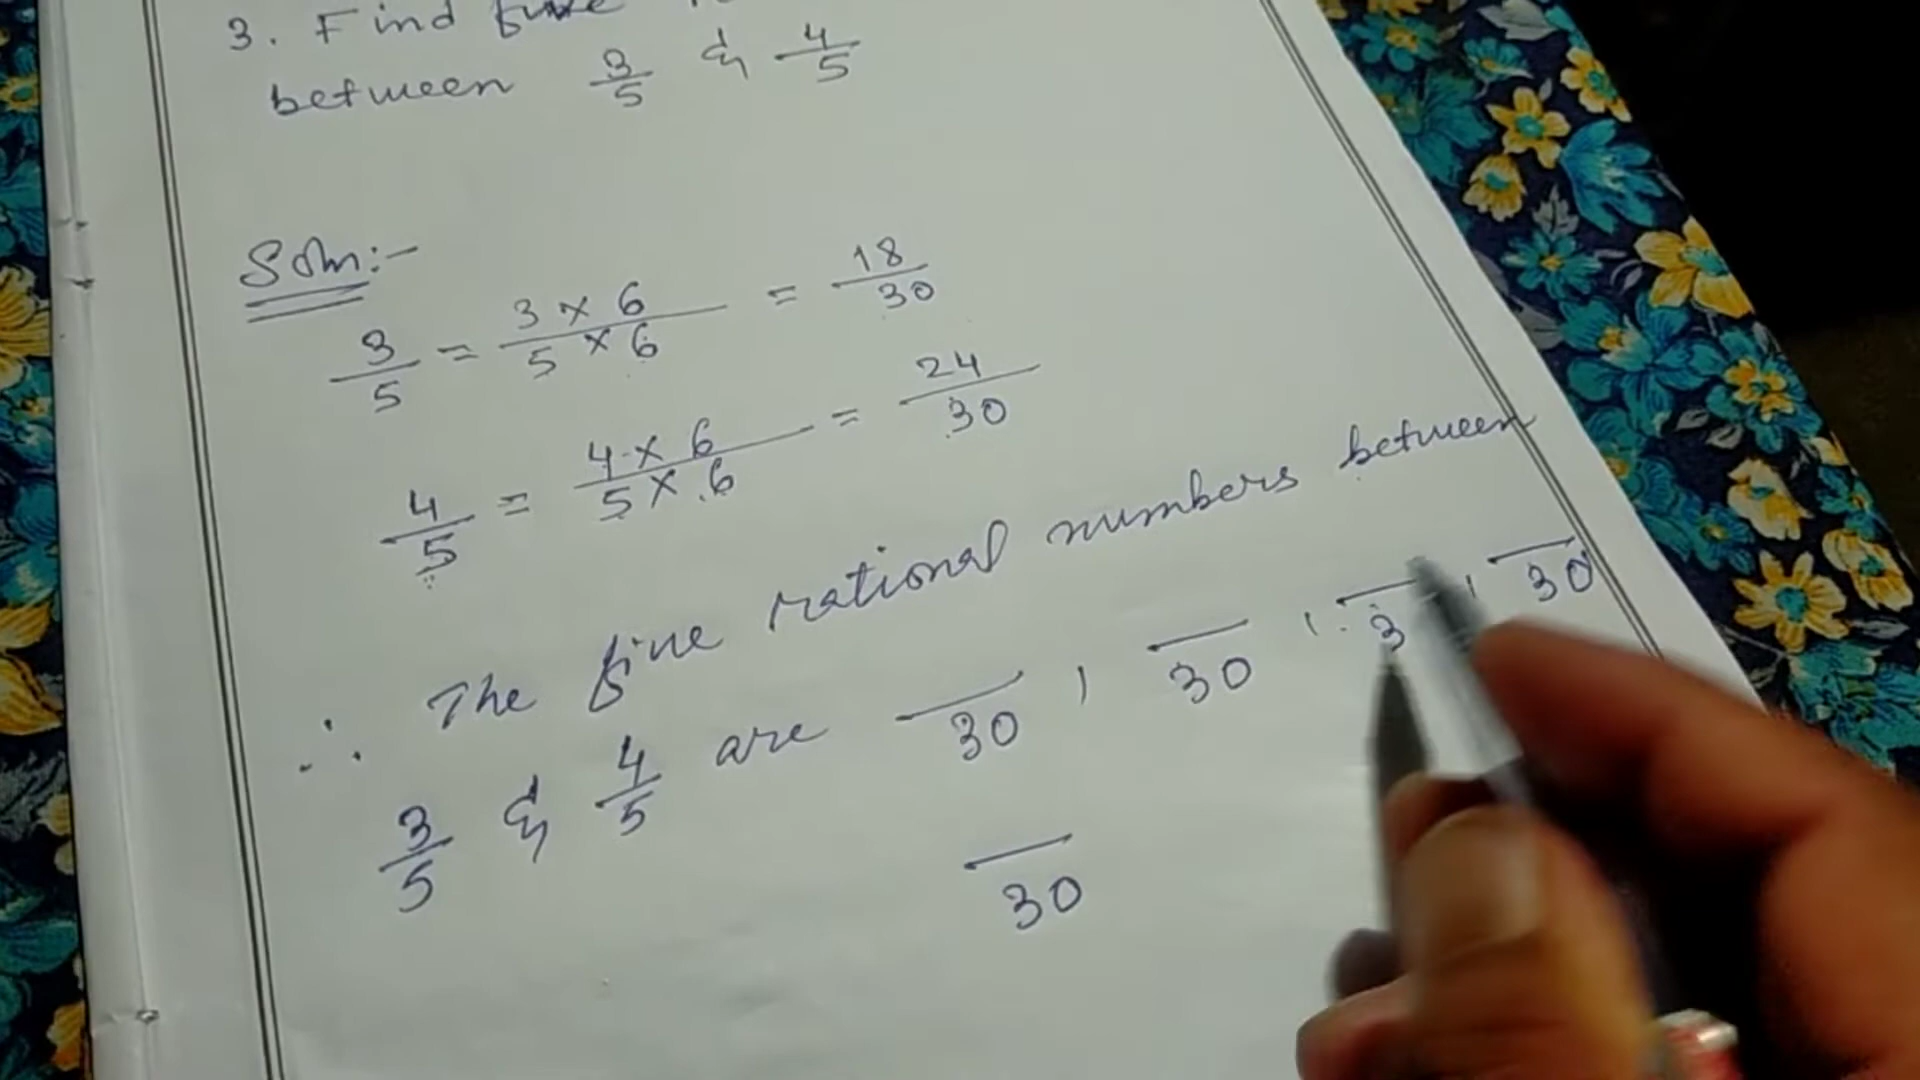 3. Find five
between 3/5 & 4/5
Soln:-
3/5 = 3 × 6 / 5 × 6 = 18/30
4/5 = 4 × 6 / 5 × 6 = 24/30
∴ The five rational numbers between
3/5 & 4/5 are /30 , /30 , /3 , /30
/30